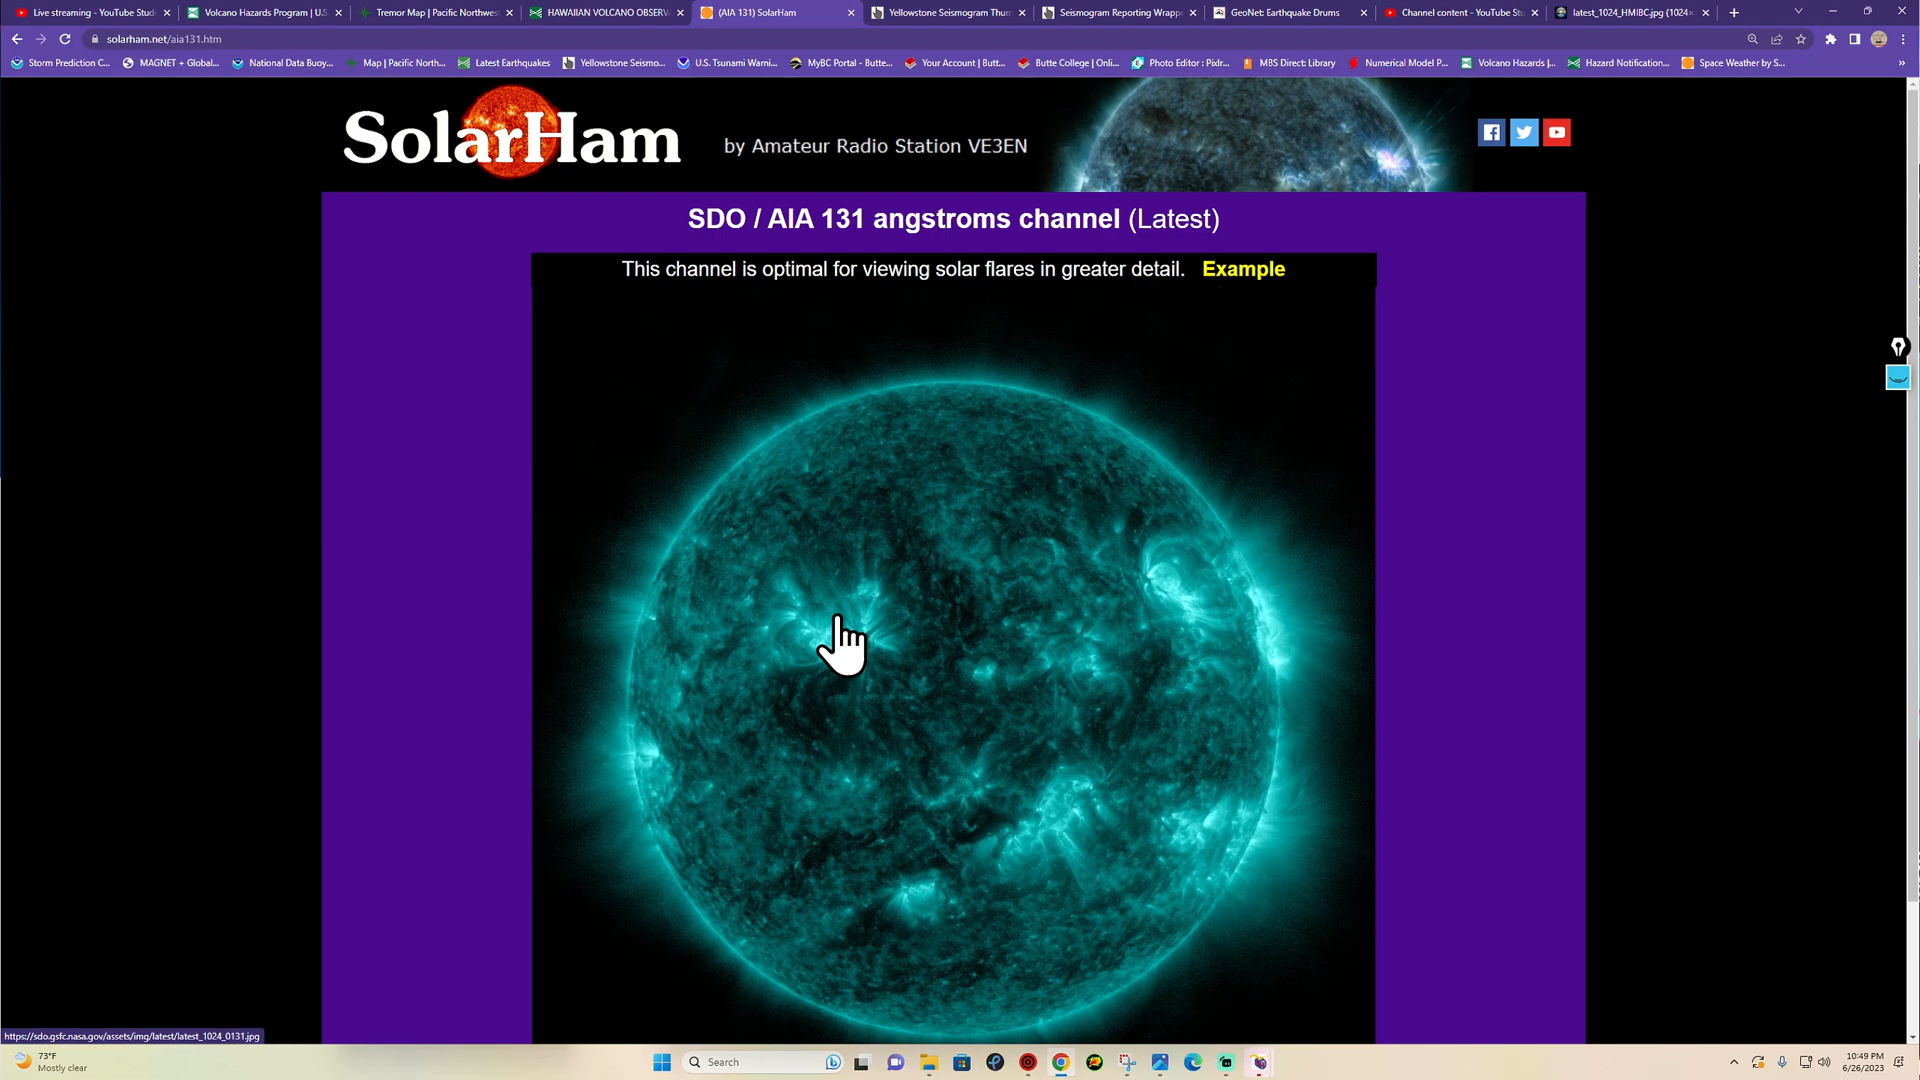 Live streaming - YouTube Studi
Volcano Hazards Program | U.S
Tremor Map | Pacific Northwes
HAWAIIAN VOLCANO OBSERV
(AIA 131) SolarHam
Yellowstone Seismogram Thum
Seismogram Reporting Wrapp
GeoNet: Earthquake Drums
Channel content - YouTube Stu
latest_1024_HMIBC.jpg (1024×
solarham.net/aia131.htm
Storm Prediction C...
MAGNET + Global...
National Data Buoy...
Map | Pacific North...
Latest Earthquakes
Yellowstone Seismo...
U.S. Tsunami Warni...
MyBC Portal - Butte...
Your Account | Butt...
Butte College | Onli...
Photo Editor : Pixlr...
MBS Direct: Library
Numerical Model P...
Volcano Hazards |...
Hazard Notification...
Space Weather by S...
SolarHam
by Amateur Radio Station VE3EN
SDO / AIA 131 angstroms channel (Latest)
This channel is optimal for viewing solar flares in greater detail. Example
https://sdo.gsfc.nasa.gov/assets/img/latest/latest_1024_0131.jpg
73°F
Mostly clear
Search
10:49 PM
6/26/2023